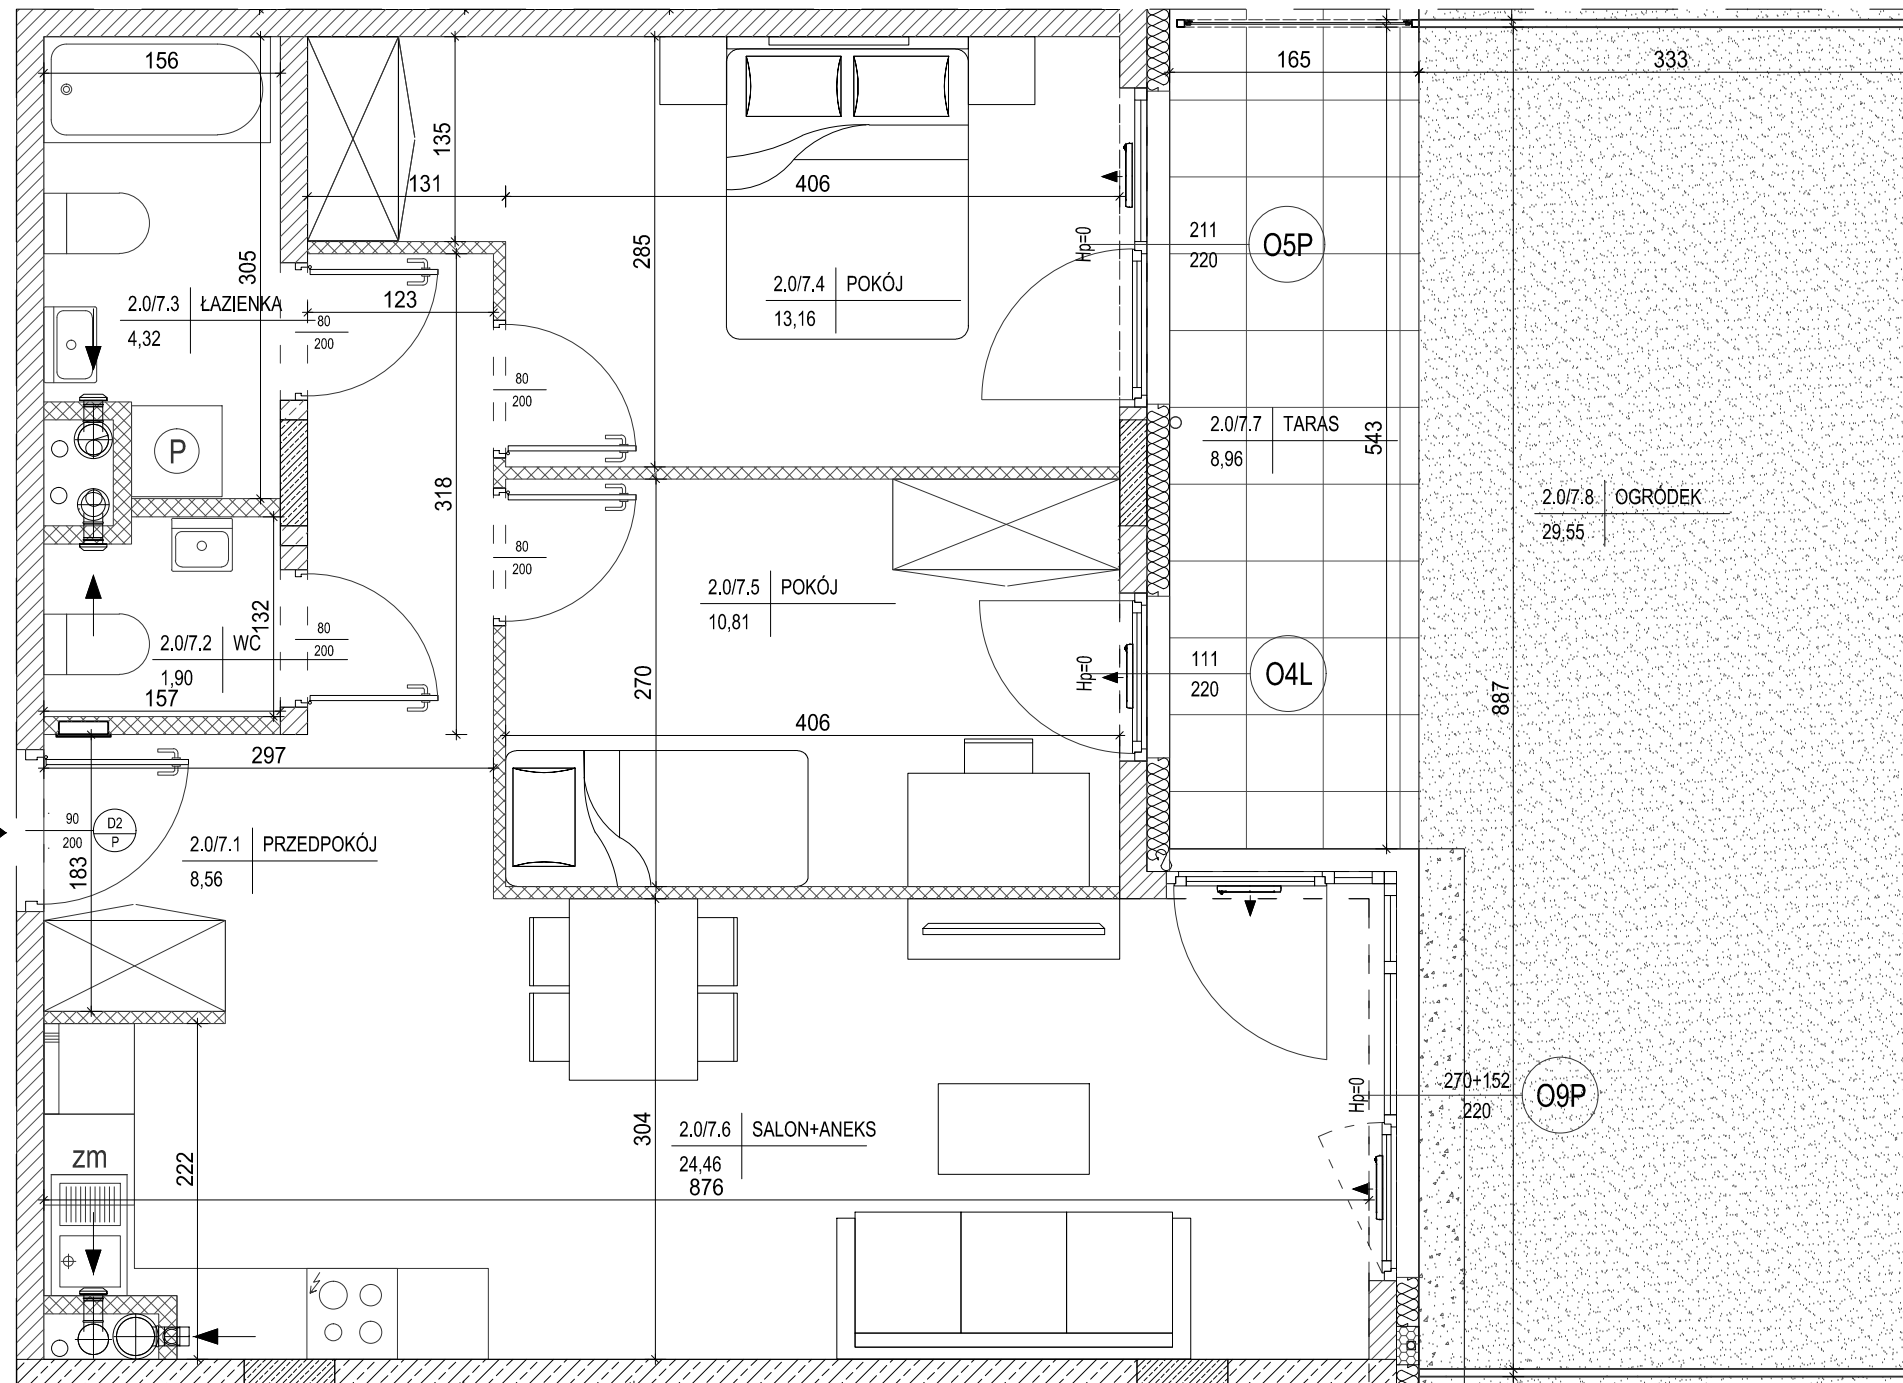 156
165
333
135
131
406
285
305
Hp=0
211
220
O5P
2.0/7.4 POKÓJ
13,16
2.0/7.3 ŁAZIENKA
4,32
123
80
200
80
200
2.0/7.7 TARAS
8,96
543
P
318
2.0/7.8 OGRÓDEK
29,55
80
200
2.0/7.5 POKÓJ
10,81
132
80
200
2.0/7.2 WC
1,90
157
270
Hp=0
111
220
O4L
887
406
297
90
200
D2
P
183
2.0/7.1 PRZEDPOKÓJ
8,56
Hp=0
270+152
220
O9P
304
2.0/7.6 SALON+ANEKS
24,46
876
zm
222